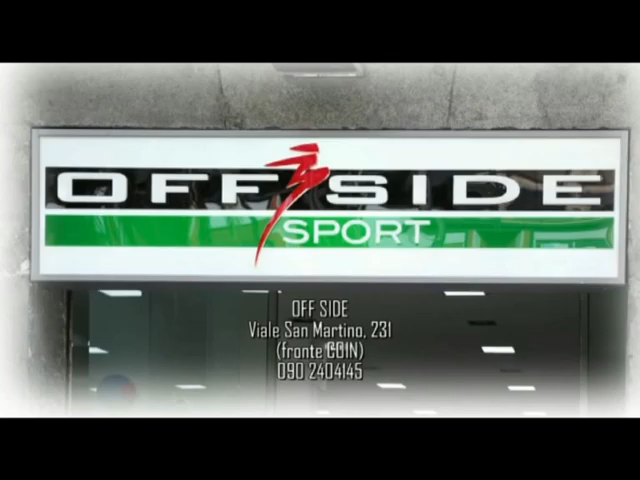 OFF SIDE
SPORT
OFF SIDE
Viale San Martino, 231
(fronte COIN)
090 2404145